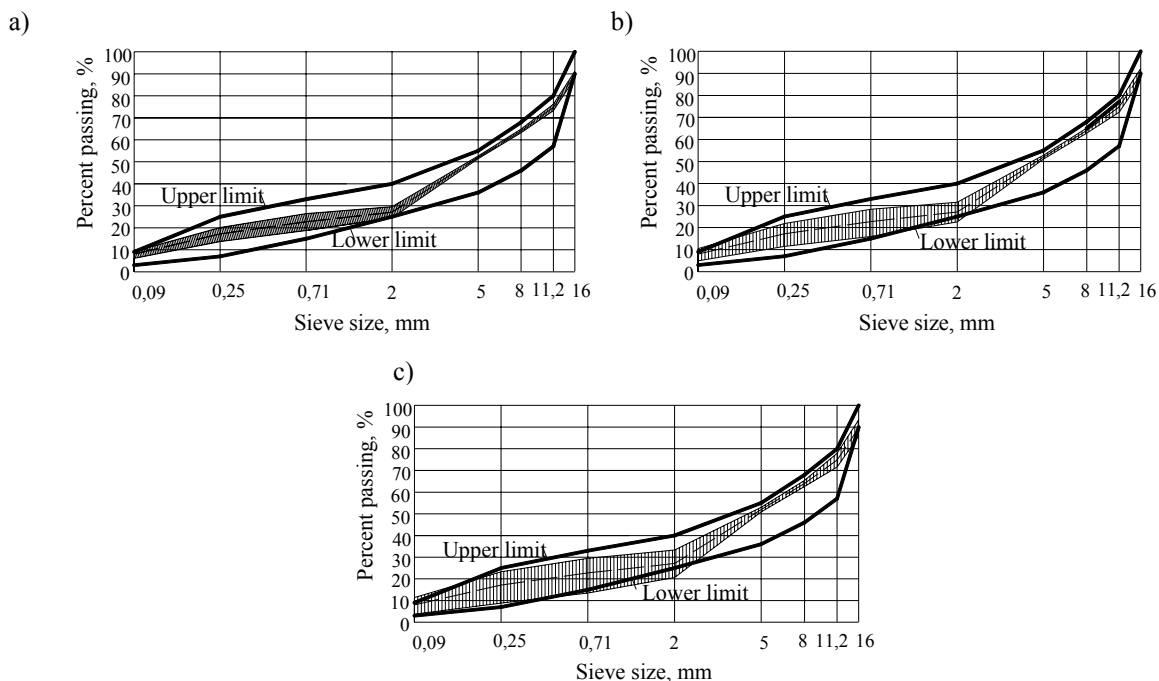 a)
Percent passing, %
100
90
80
70
60
50
40
30
20
10
0
Upper limit
Lower limit
0,09 0,25 0,71 2 5 8 11,2 16
Sieve size, mm
b)
Percent passing, %
100
90
80
70
60
50
40
30
20
10
0
Upper limit
Lower limit
0,09 0,25 0,71 2 5 8 11,2 16
Sieve size, mm
c)
Percent passing, %
100
90
80
70
60
50
40
30
20
10
0
Upper limit
Lower limit
0,09 0,25 0,71 2 5 8 11,2 16
Sieve size, mm